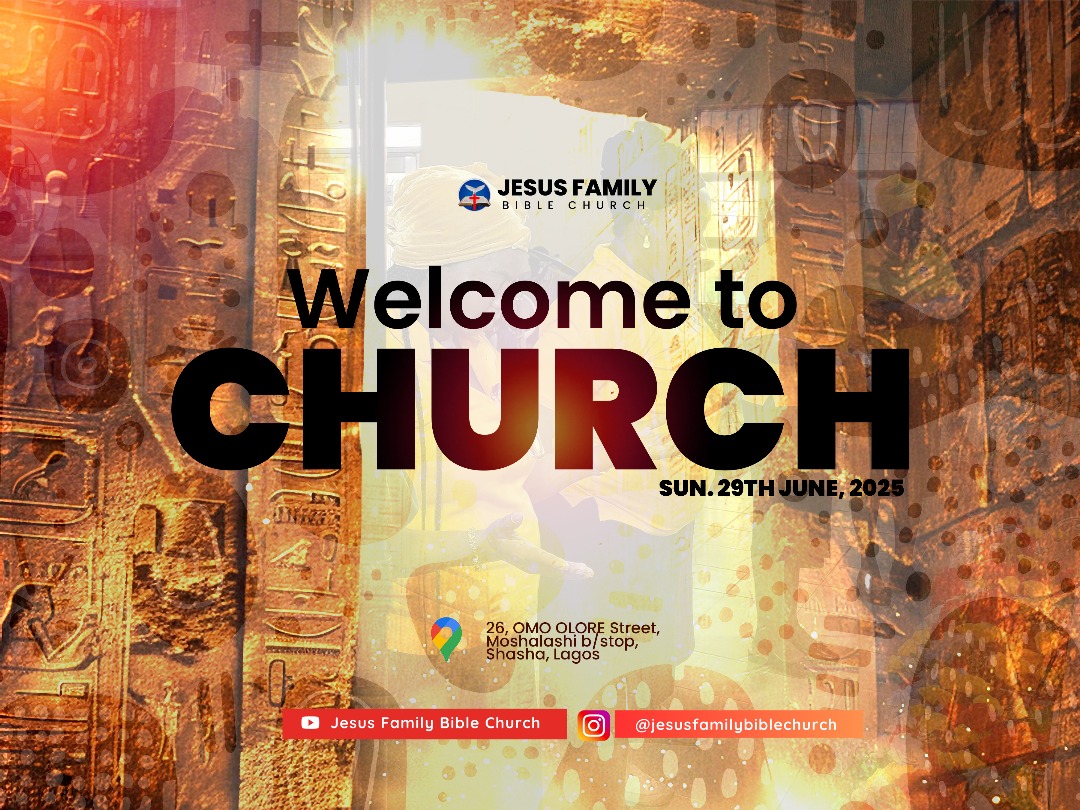 JESUS FAMILY
BIBLE CHURCH
Welcome to
CHURCH
SUN. 29TH JUNE, 2025
26, OMO OLORE Street,
Moshalashi b/stop,
Shasha, Lagos
Jesus Family Bible Church
@jesusfamilybiblechurch